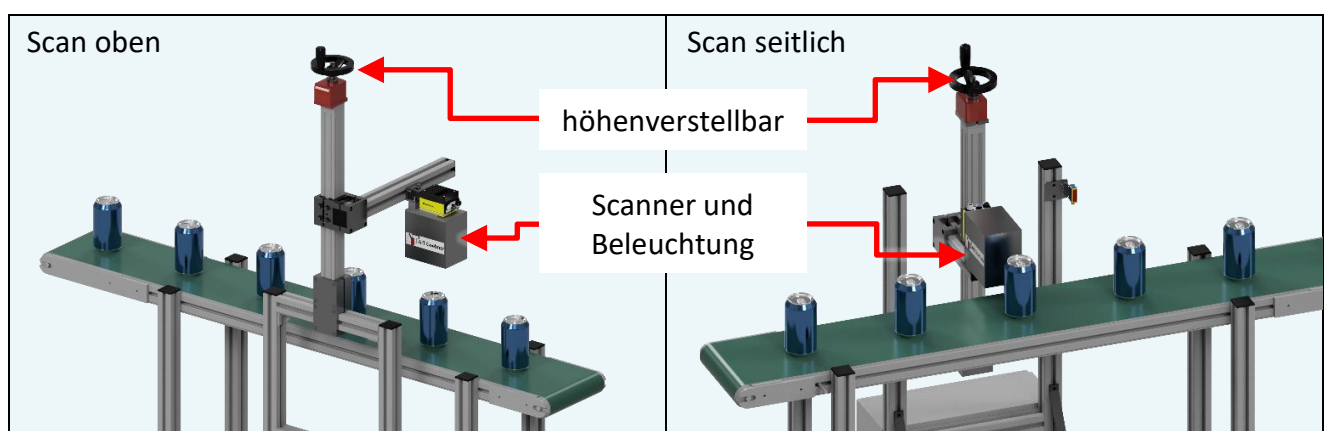 Scan oben
Scan seitlich
höhenverstellbar
Scanner und
Beleuchtung